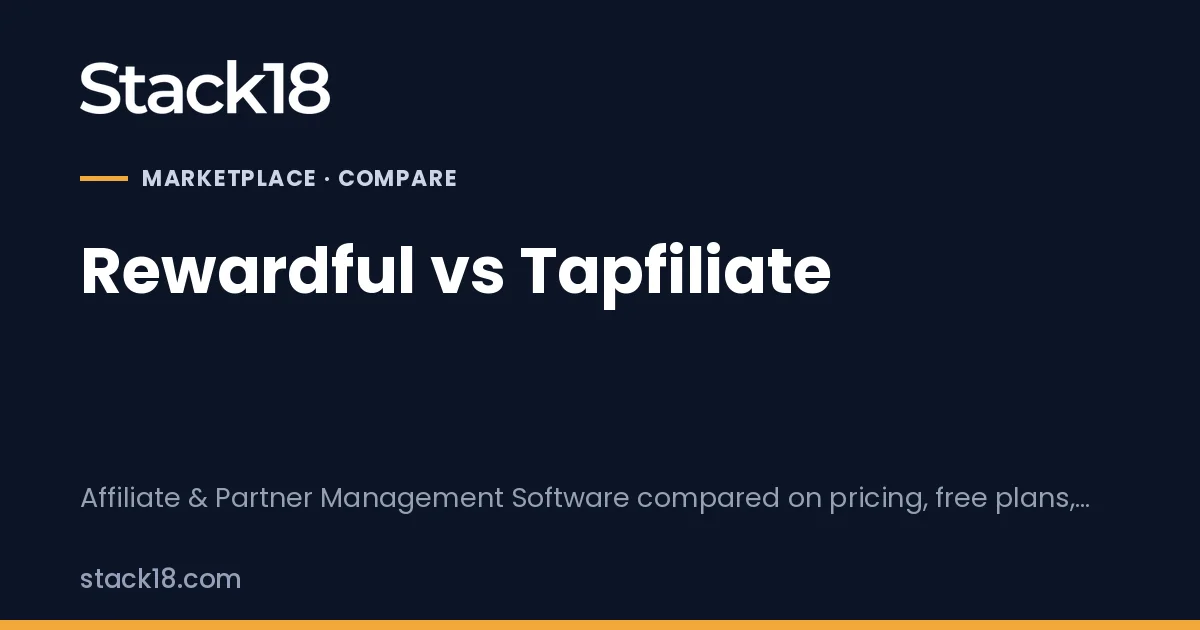 Stack18
MARKETPLACE · COMPARE
Rewardful vs Tapfiliate
Affiliate & Partner Management Software compared on pricing, free plans,...
stack18.com